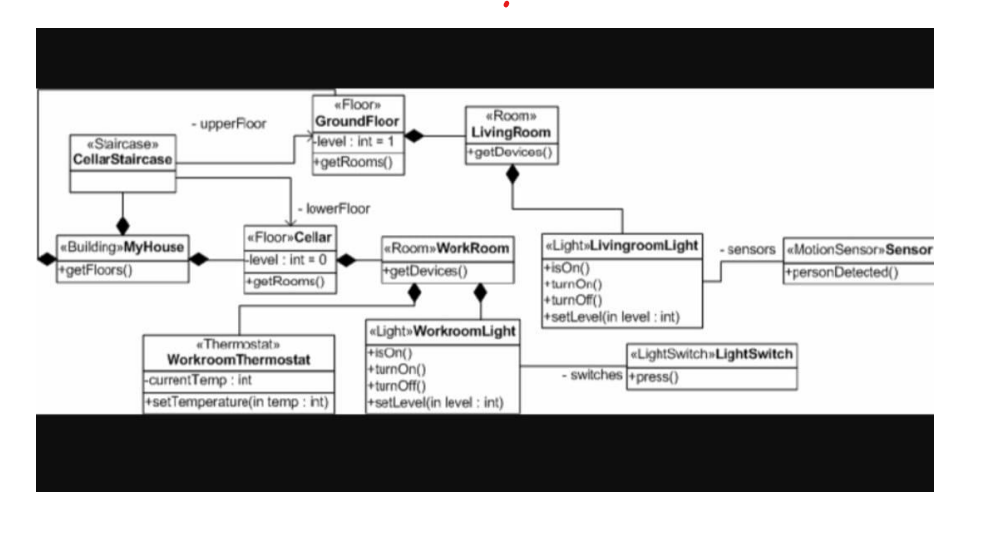 - upperFloor
«Floor»
GroundFloor
-level : int = 1
+getRooms()
«Room»
LivingRoom
+getDevices()
«Staircase»
CellarStaircase
- lowerFloor
«Building»MyHouse
+getFloors()
«Floor»Cellar
-level : int = 0
+getRooms()
«Room»WorkRoom
+getDevices()
«Light»LivingroomLight
+isOn()
+turnOn()
+turnOff()
+setLevel(in level : int)
- sensors
«MotionSensor»Sensor
+personDetected()
«Thermostat»
WorkroomThermostat
-currentTemp : int
+setTemperature(in temp : int)
«Light»WorkroomLight
+isOn()
+turnOn()
+turnOff()
+setLevel(in level : int)
- switches
«LightSwitch»LightSwitch
+press()